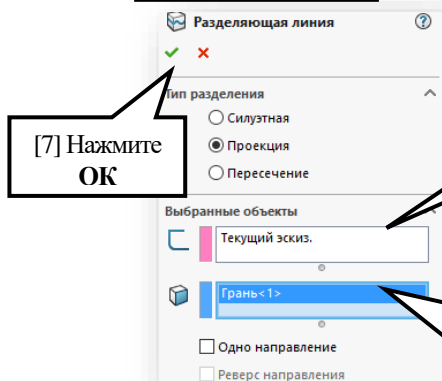 Разделяющая линия
Тип разделения
Силуэтная
Проекция
Пересечение
[7] Нажмите
ОК
Выбранные объекты
Текущий эскиз.
Грань<1>
Одно направление
Реверс направления